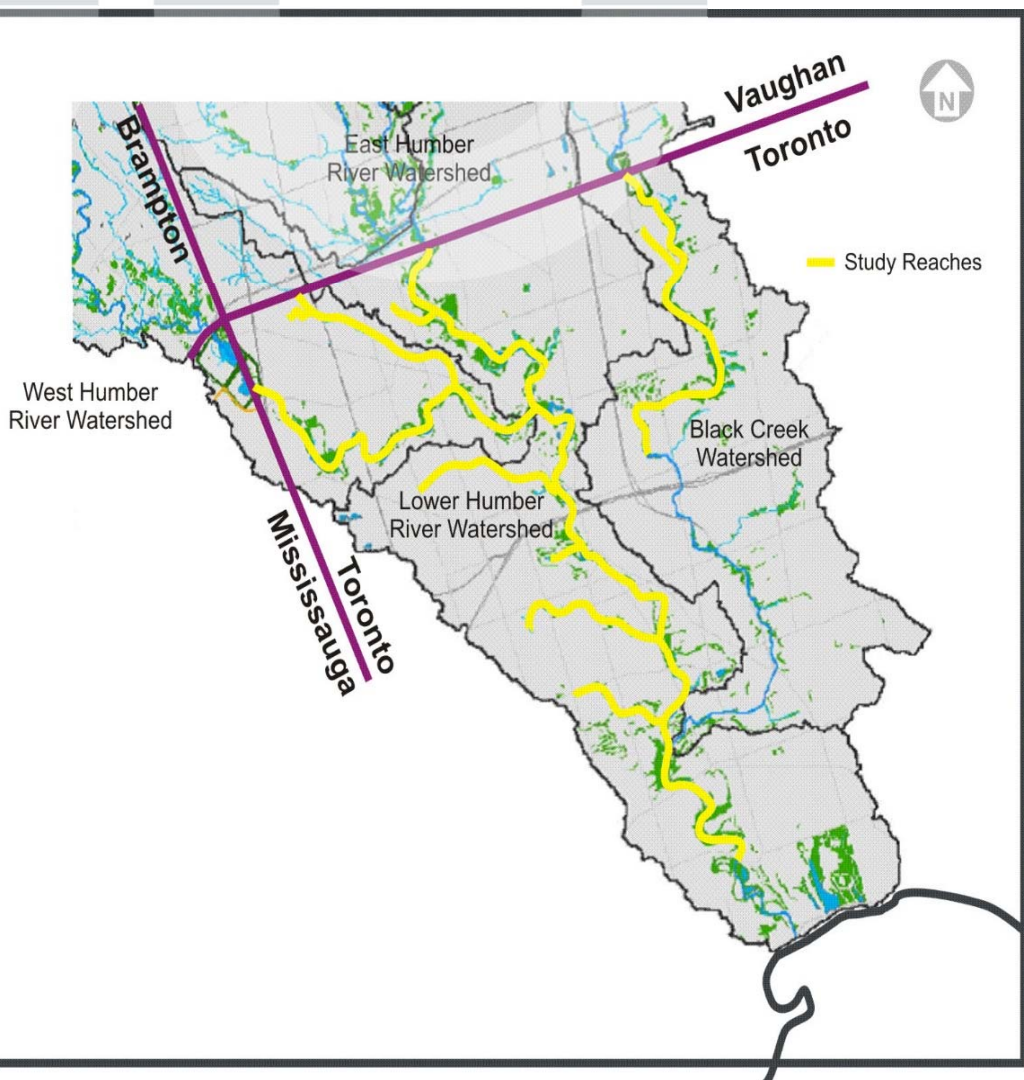 Vaughan
Toronto
N
Brampton
East Humber
River Watershed
Study Reaches
West Humber
River Watershed
Black Creek
Watershed
Lower Humber
River Watershed
Mississauga
Toronto